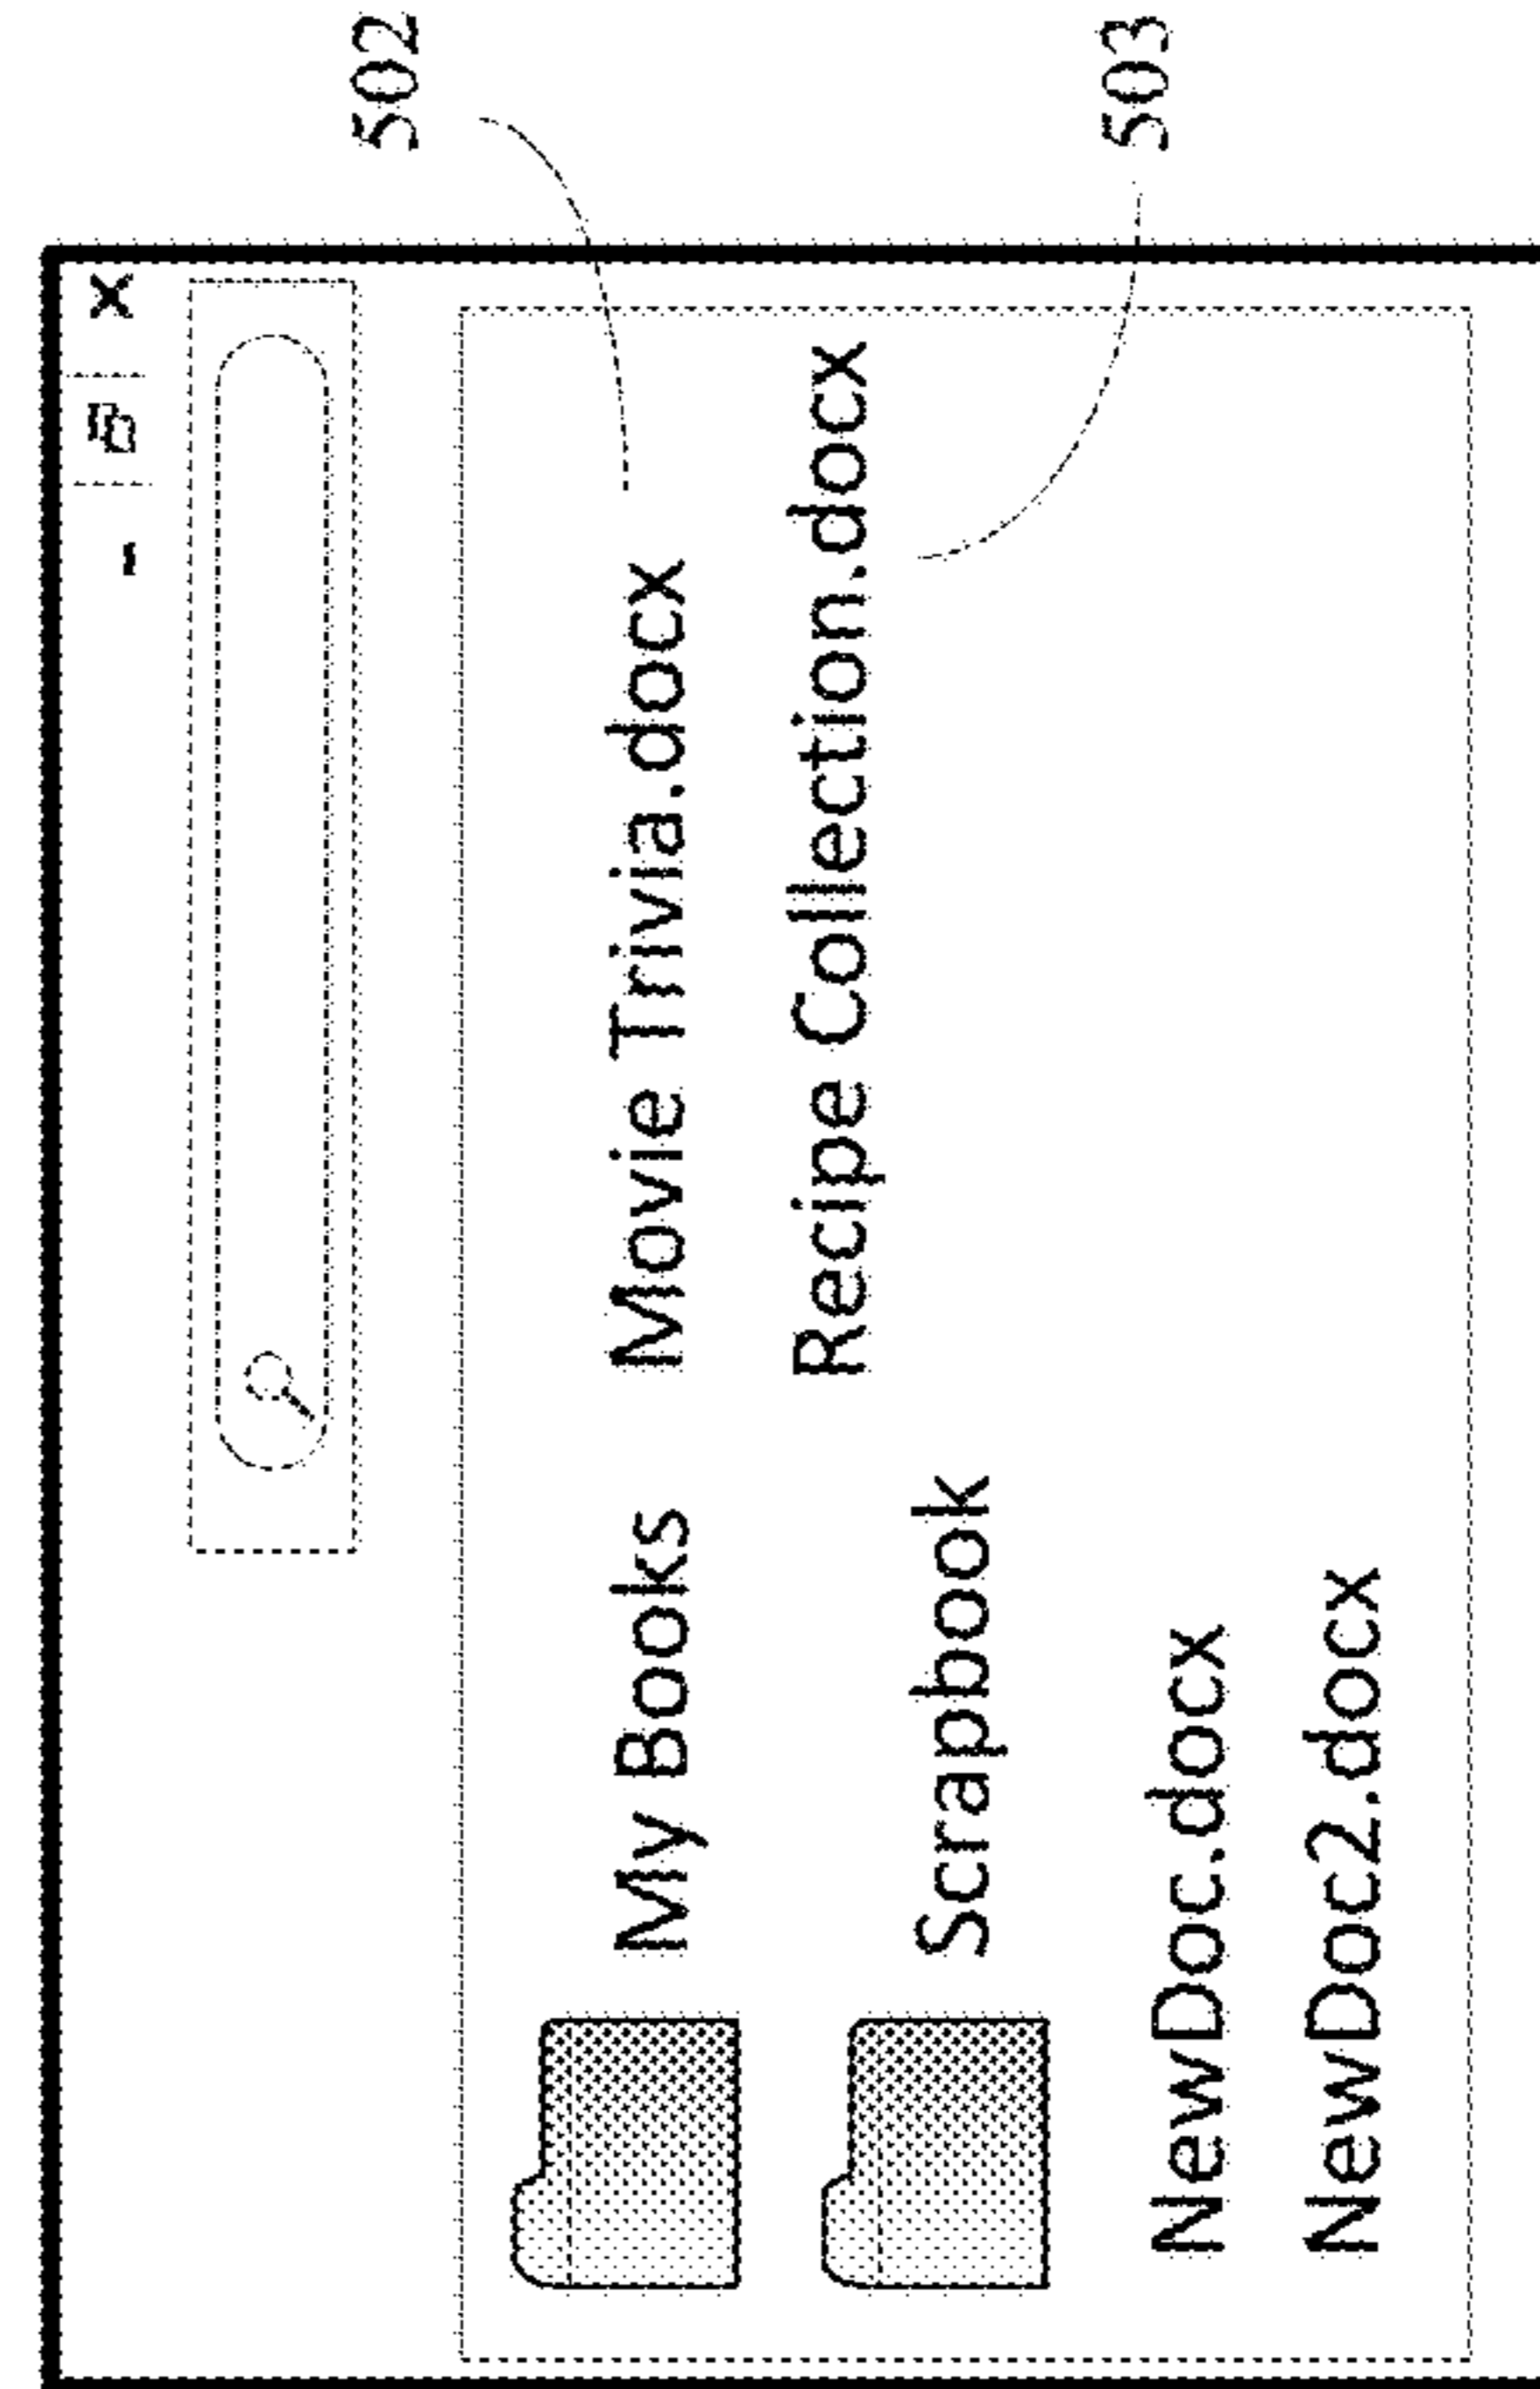 502
My Books
Movie Trivia.docx
Recipe Collection.docx
503
Scrapbook
NewDoc.docx
NewDoc2.docx